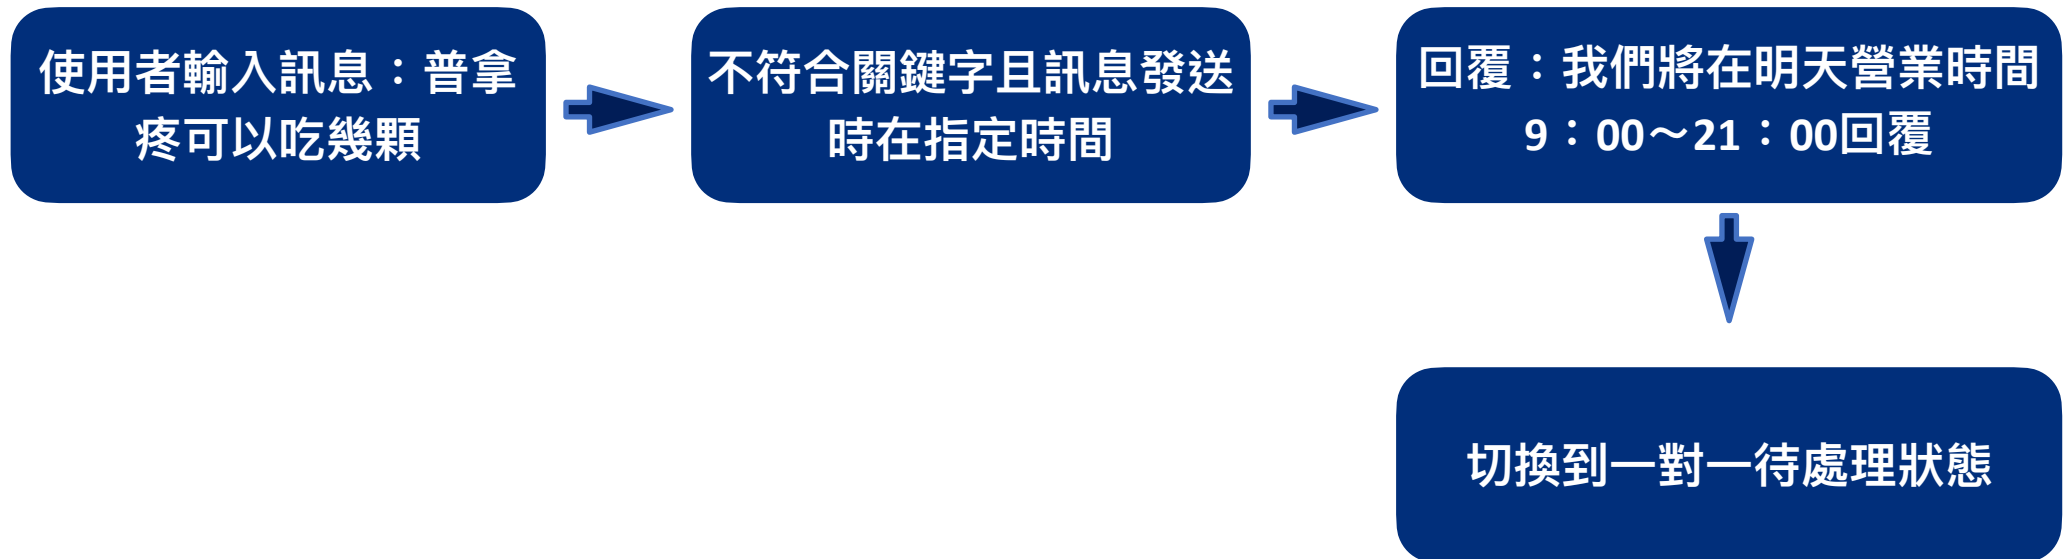 使用者輸入訊息：普拿
疼可以吃幾顆
不符合關鍵字且訊息發送
時在指定時間
回覆：我們將在明天營業時間
9：00～21：00回覆
切換到一對一待處理狀態